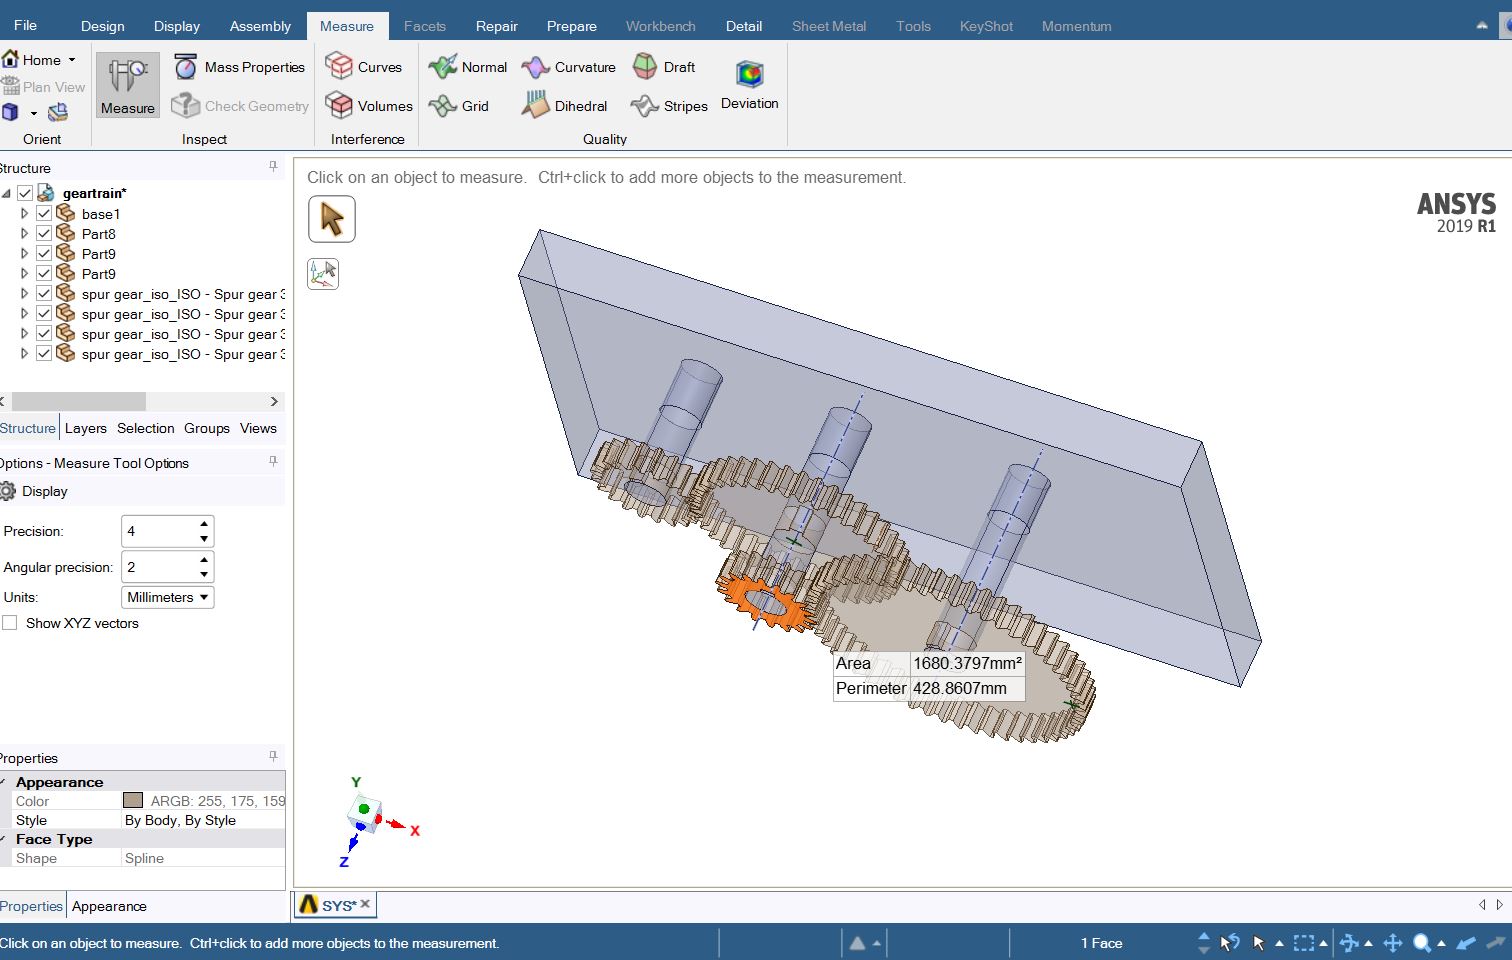 File Design Display Assembly Measure Facets Repair Prepare Workbench Detail Sheet Metal Tools KeyShot Momentum
Home
Plan View
Orient
Measure
Mass Properties
Check Geometry
Inspect
Curves
Volumes
Interference
Normal Curvature Draft
Grid Dihedral Stripes
Deviation
Quality
Structure
geartrain*
base1
Part8
Part9
Part9
spur gear_iso_ISO - Spur gear 3
spur gear_iso_ISO - Spur gear 3
spur gear_iso_ISO - Spur gear 3
spur gear_iso_ISO - Spur gear 3
Structure Layers Selection Groups Views
Options - Measure Tool Options
Display
Precision: 4
Angular precision: 2
Units: Millimeters
Show XYZ vectors
Properties
Appearance
Color ARGB: 255, 175, 159
Style By Body, By Style
Face Type
Shape Spline
Properties Appearance
Click on an object to measure. Ctrl+click to add more objects to the measurement.
ANSYS
2019 R1
Area 1680.3797mm²
Perimeter 428.8607mm
Y
X
Z
SYS*
Click on an object to measure. Ctrl+click to add more objects to the measurement.
1 Face